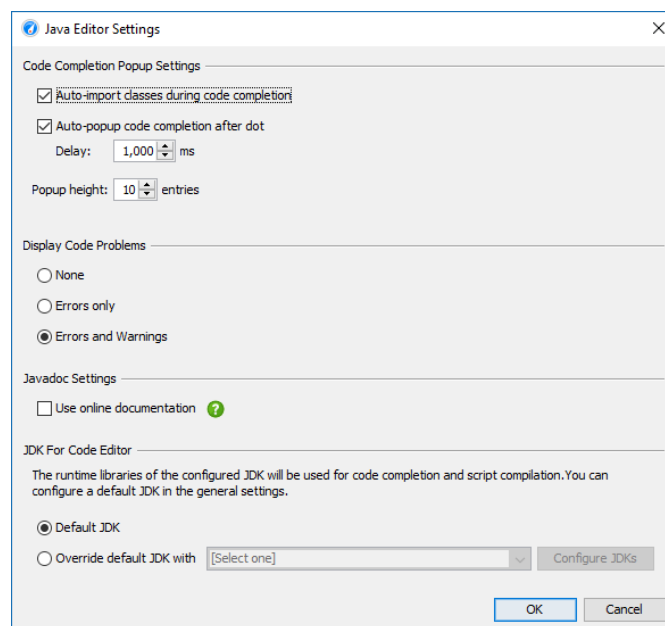 Java Editor Settings
Code Completion Popup Settings
Auto-import classes during code completion
Auto-popup code completion after dot
Delay: 1,000 ms
Popup height: 10 entries
Display Code Problems
None
Errors only
Errors and Warnings
Javadoc Settings
Use online documentation ?
JDK For Code Editor
The runtime libraries of the configured JDK will be used for code completion and script compilation.You can
configure a default JDK in the general settings.
Default JDK
Override default JDK with [Select one] Configure JDKs
OK Cancel